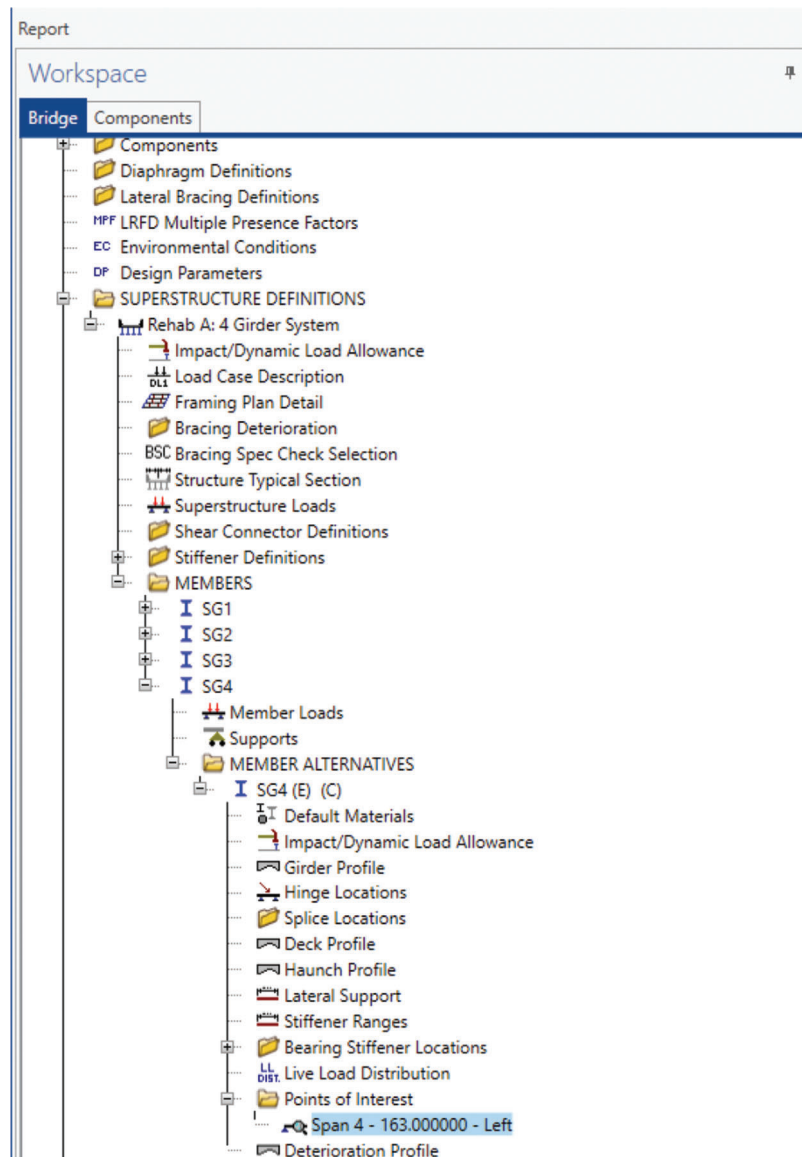 Report
Workspace
Bridge Components
Components
Diaphragm Definitions
Lateral Bracing Definitions
MPF LRFD Multiple Presence Factors
EC Environmental Conditions
DP Design Parameters
SUPERSTRUCTURE DEFINITIONS
Rehab A: 4 Girder System
Impact/Dynamic Load Allowance
DL1 Load Case Description
Framing Plan Detail
Bracing Deterioration
BSC Bracing Spec Check Selection
Structure Typical Section
Superstructure Loads
Shear Connector Definitions
Stiffener Definitions
MEMBERS
SG1
SG2
SG3
SG4
Member Loads
Supports
MEMBER ALTERNATIVES
SG4 (E) (C)
Default Materials
Impact/Dynamic Load Allowance
Girder Profile
Hinge Locations
Splice Locations
Deck Profile
Haunch Profile
Lateral Support
Stiffener Ranges
Bearing Stiffener Locations
LL DIST. Live Load Distribution
Points of Interest
Span 4 - 163.000000 - Left
Deterioration Profile